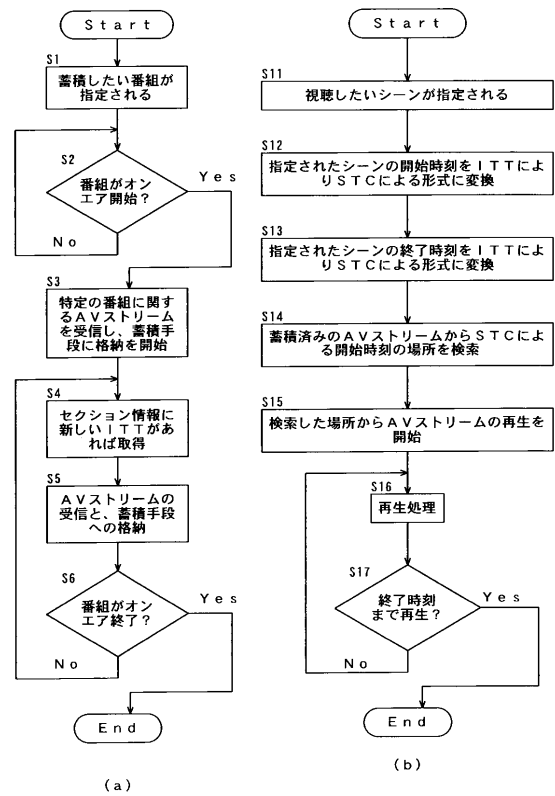 Start
S1
蓄積したい番組が
指定される
S2
番組がオン
エア開始？
Yes
No
S3
特定の番組に関す
るAVストリーム
を受信し、蓄積手
段に格納を開始
S4
セクション情報に
新しいITTがあ
れば取得
S5
AVストリームの
受信と、蓄積手段
への格納
S6
番組がオン
エア終了？
Yes
No
End
(a)
Start
S11
視聴したいシーンが指定される
S12
指定されたシーンの開始時刻をITTによ
りSTCによる形式に変換
S13
指定されたシーンの終了時刻をITTによ
りSTCによる形式に変換
S14
蓄積済みのAVストリームからSTCによ
る開始時刻の場所を検索
S15
検索した場所からAVストリームの再生を
開始
S16
再生処理
S17
終了時刻
まで再生？
Yes
No
End
(b)